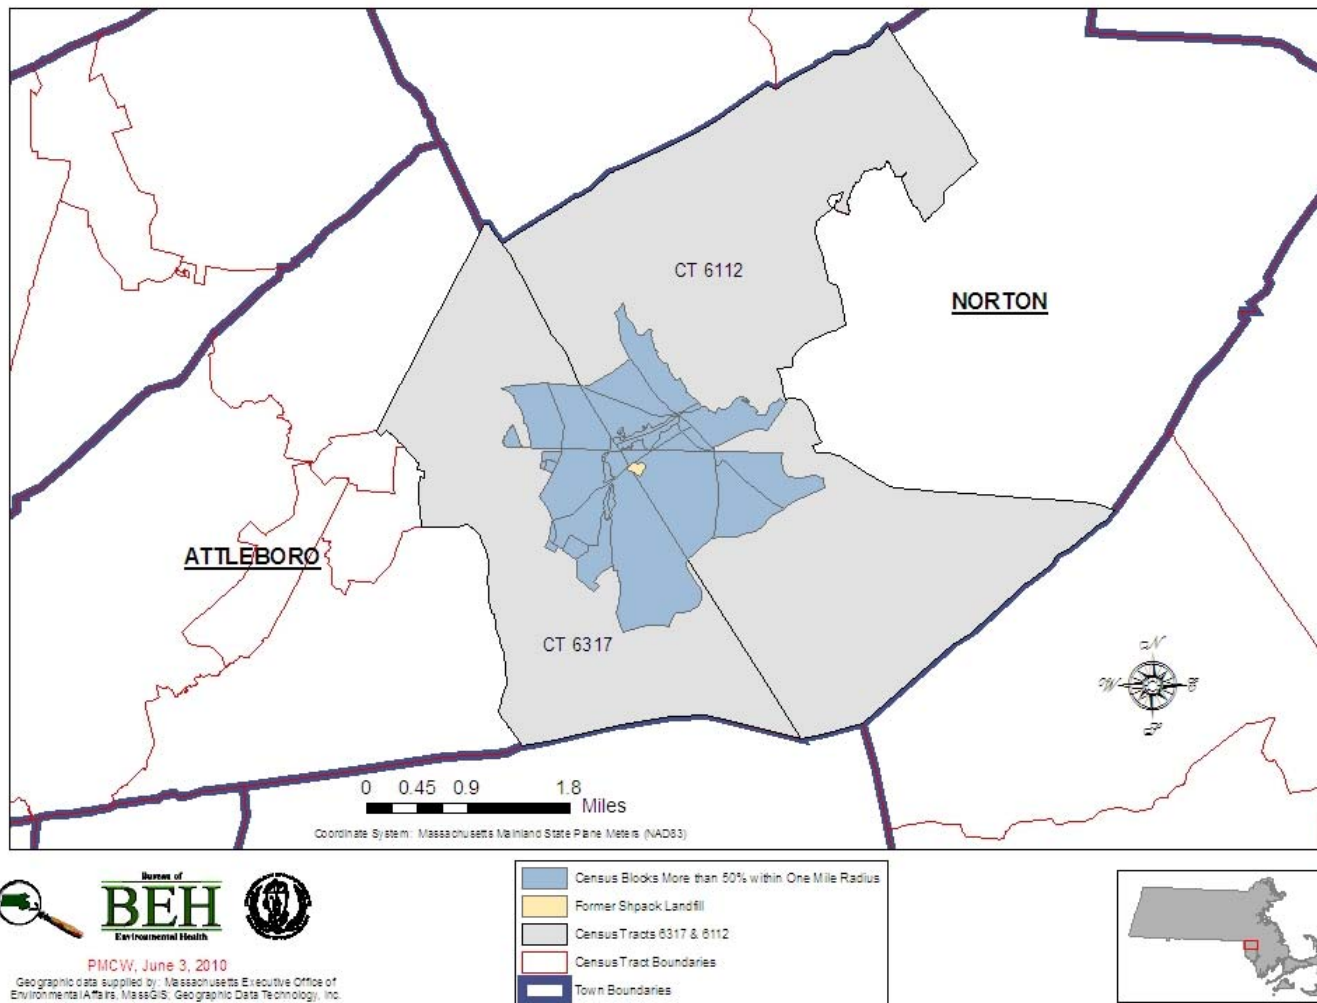 CT 6112
NORTON
ATTLEBORO
CT 6317
N
W
E
S
0 0.45 0.9 1.8
Miles
Coordinate System: Massachusetts Mainland State Plane Meters (NAD83)
Bureau of
BEH
Environmental Health
PMCW, June 3, 2010
Geographic data supplied by: Massachusetts Executive Office of
Environmental Affairs, MassGIS; Geographic Data Technology, Inc.
Census Blocks More than 50% within One Mile Radius
Former Shpack Landfill
Census Tracts 6317 & 6112
Census Tract Boundaries
Town Boundaries